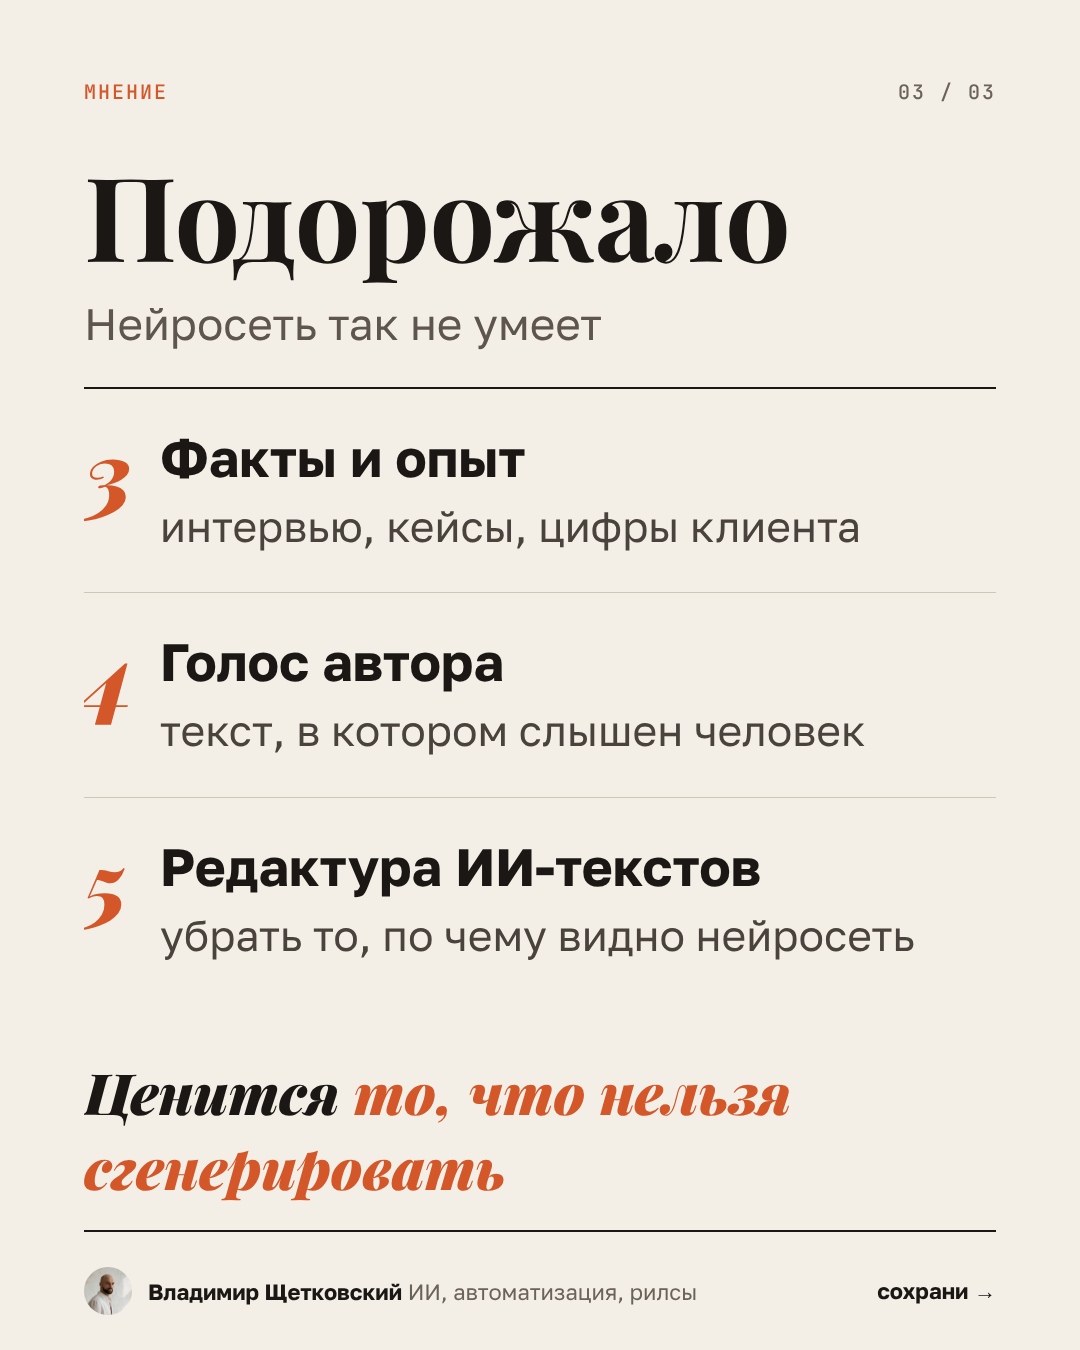 МНЕНИЕ
03 / 03
Подорожало
Нейросеть так не умеет
3 Факты и опыт
интервью, кейсы, цифры клиента
4 Голос автора
текст, в котором слышен человек
5 Редактура ИИ-текстов
убрать то, по чему видно нейросеть
Ценится то, что нельзя
сгенерировать
Владимир Щетковский ИИ, автоматизация, рилсы
сохрани →